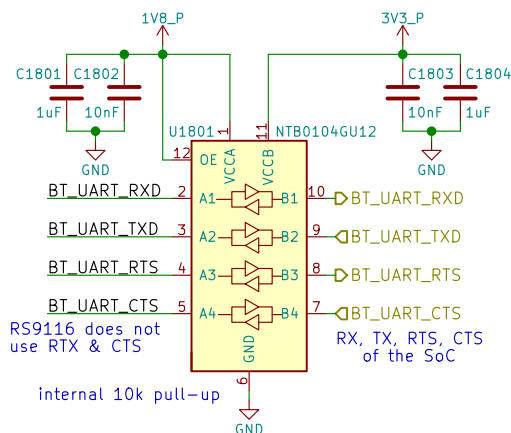 1V8_P
3V3_P
C1801
C1802
C1803
C1804
1uF
10nF
10nF
1uF
GND
GND
U1801
NTB0104GU12
1
11
12
OE
VCCA
VCCB
BT_UART_RXD
2
A1
B1
10
BT_UART_RXD
BT_UART_TXD
3
A2
B2
9
BT_UART_TXD
BT_UART_RTS
4
A3
B3
8
BT_UART_RTS
BT_UART_CTS
5
A4
B4
7
BT_UART_CTS
RS9116 does not
use RTX & CTS
GND
RX, TX, RTS, CTS
of the SoC
internal 10k pull-up
6
GND